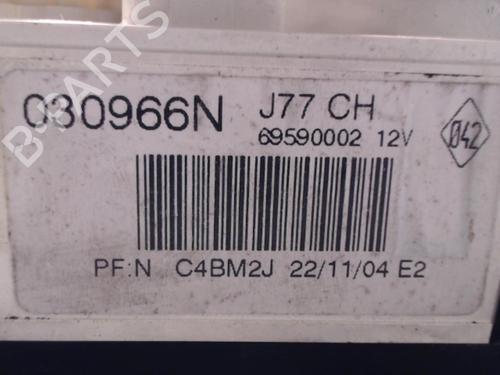 B-PARTS
030966N J77 CH
69590002 12V
042
PF:N C4BM2J 22/11/04 E2